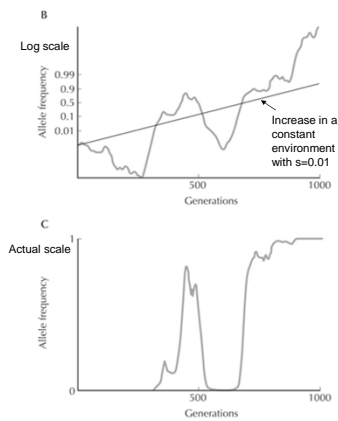 B
Log scale
Allele frequency
0.99
0.9
0.5
0.1
0.01
Increase in a
constant
environment
with s=0.01
500
1000
Generations
C
Actual scale
Allele frequency
1
0
500
1000
Generations